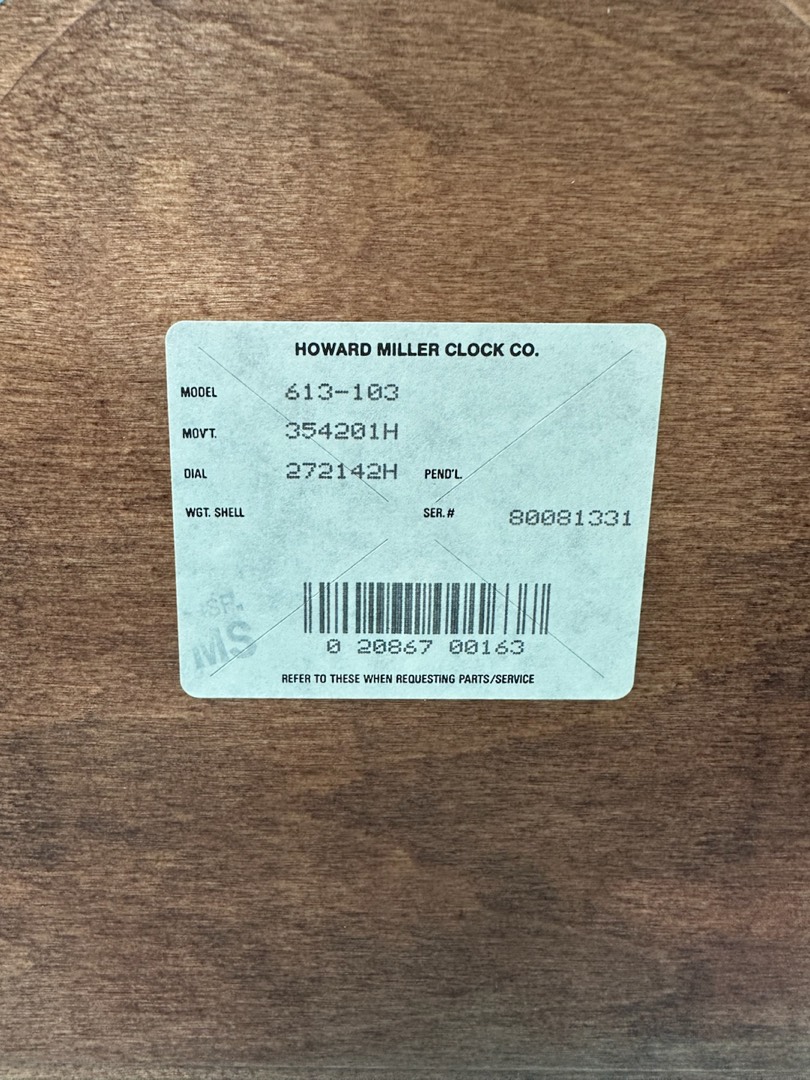 HOWARD MILLER CLOCK CO.
MODEL 613-103
MOV'T. 354201H
DIAL 272142H PEND'L.
WGT. SHELL SER.# 80081331
MS
0 20867 00163
REFER TO THESE WHEN REQUESTING PARTS/SERVICE